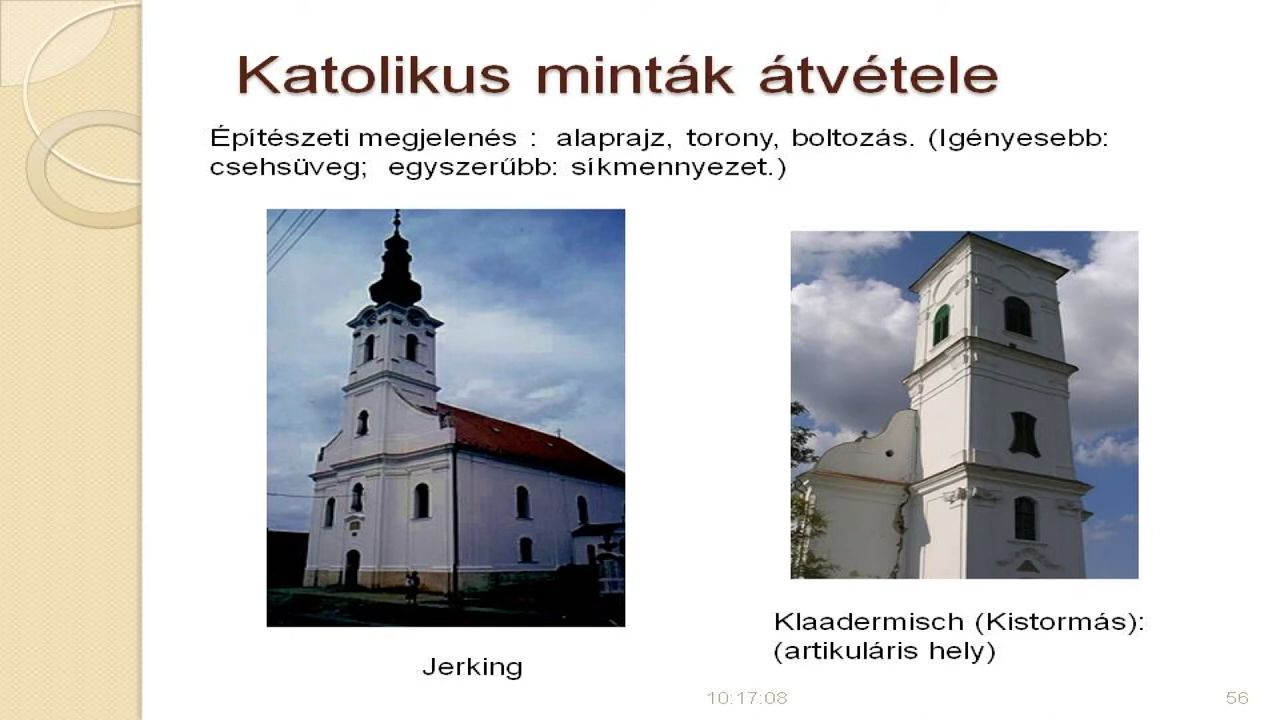 Katolikus minták átvétele
Építészeti megjelenés : alaprajz, torony, boltozás. (Igényesebb:
csehsüveg; egyszerűbb: síkmennyezet.)
Jerking
Klaadermisch (Kistormás):
(artikuláris hely)
10:17:08
56